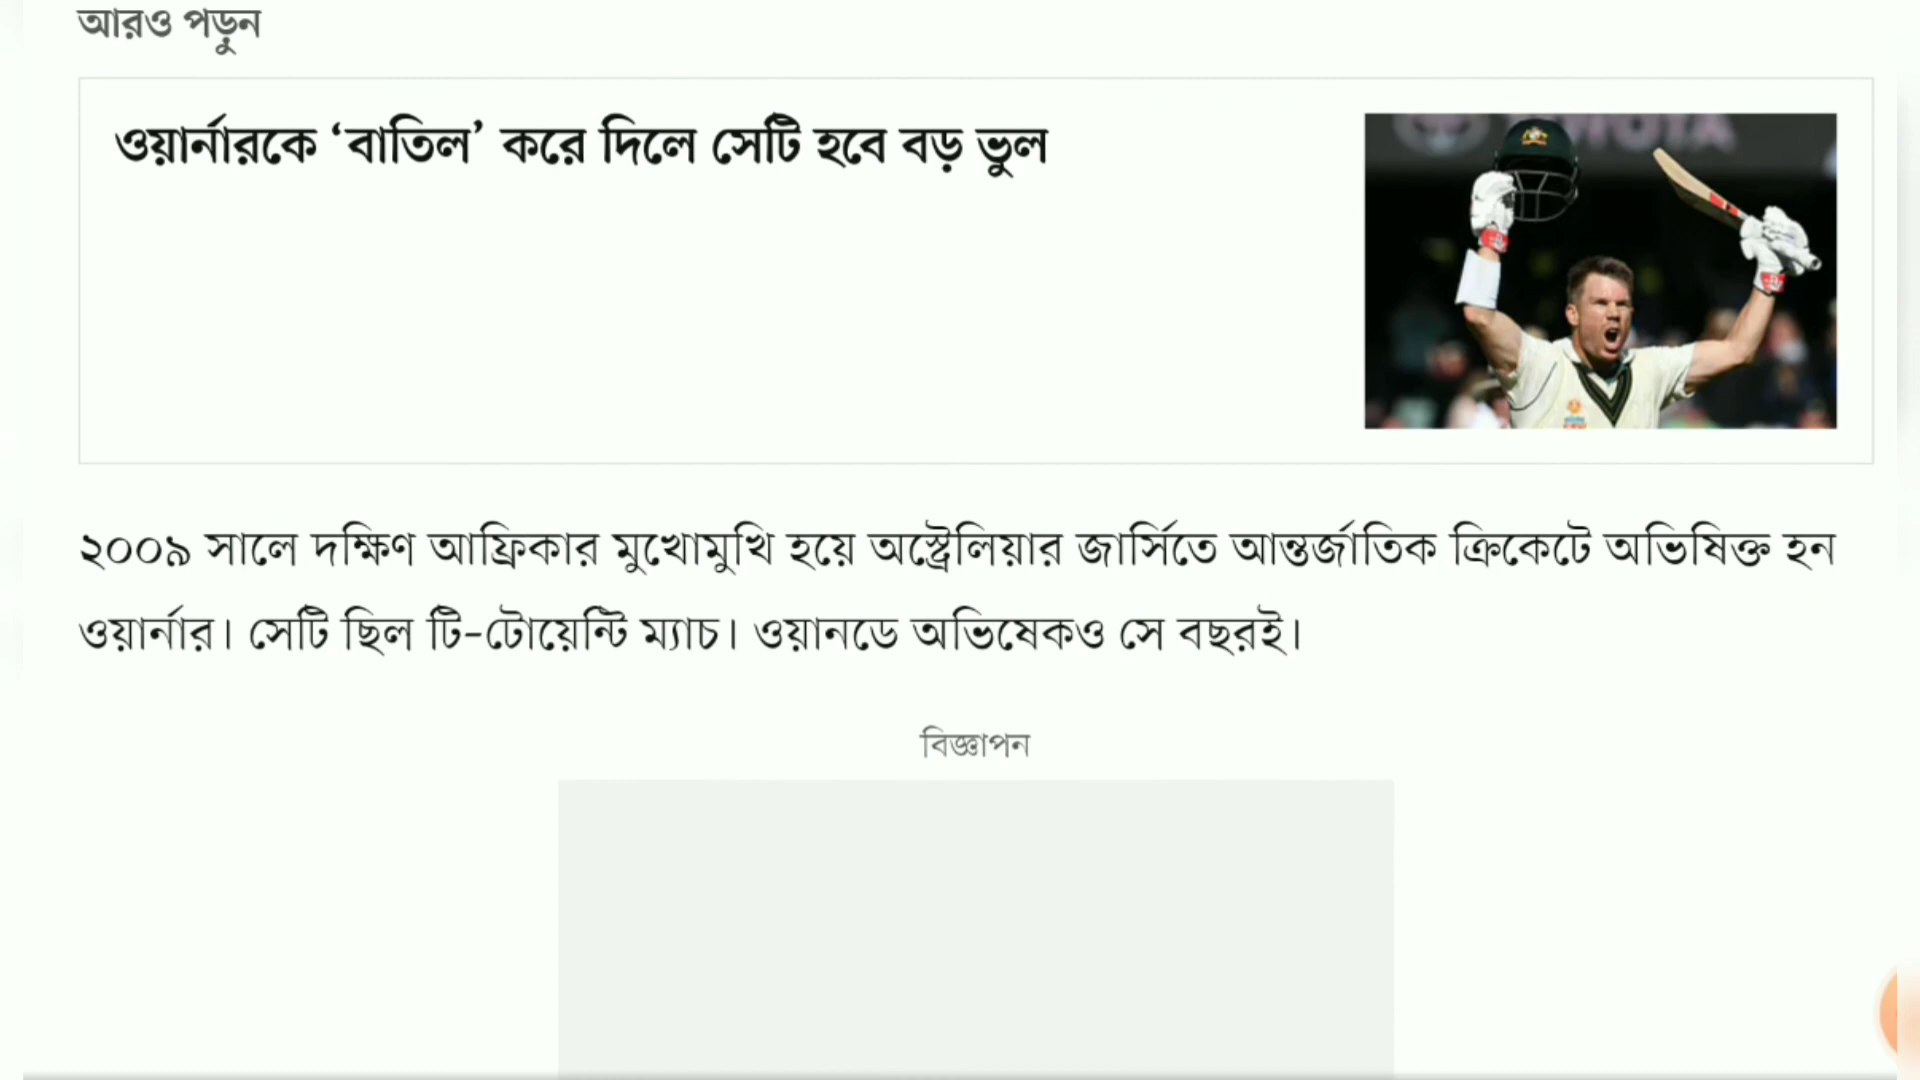 আরও পড়ুন
ওয়ার্নারকে ‘বাতিল’ করে দিলে সেটি হবে বড় ভুল
২০০৯ সালে দক্ষিণ আফ্রিকার মুখোমুখি হয়ে অস্ট্রেলিয়ার জার্সিতে আন্তর্জাতিক ক্রিকেটে অভিষিক্ত হন
ওয়ার্নার। সেটি ছিল টি-টোয়েন্টি ম্যাচ। ওয়ানডে অভিষেকও সে বছরই।
বিজ্ঞাপন